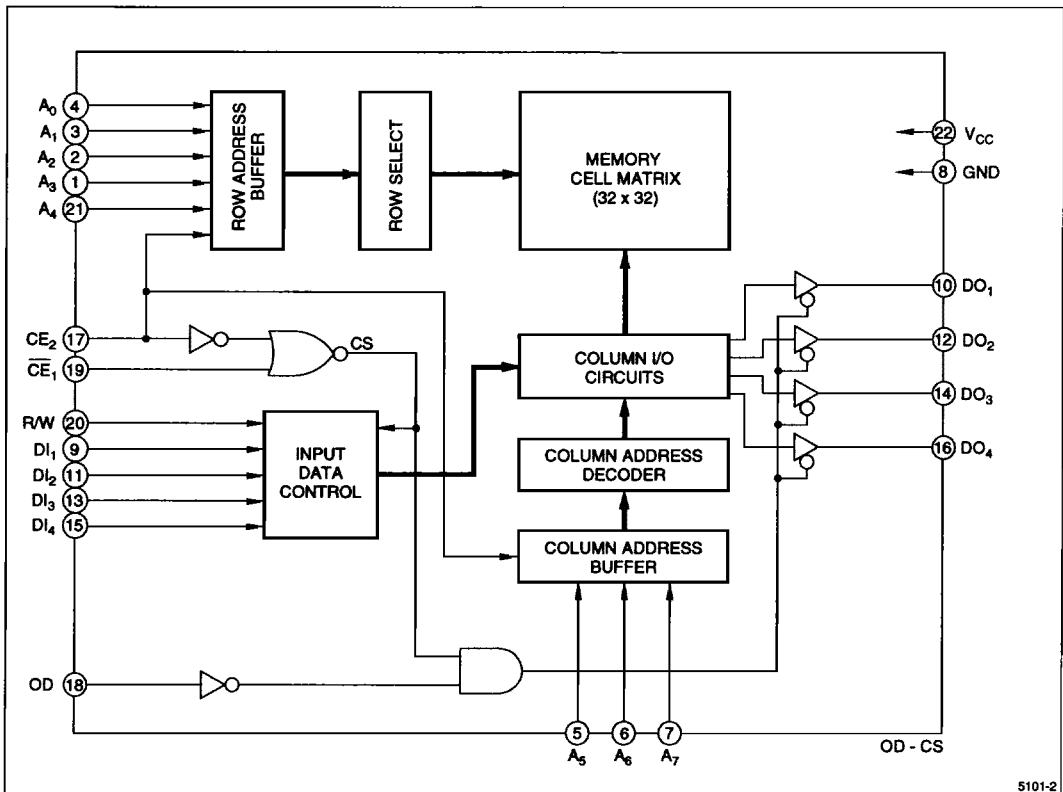 A0 4
A1 3
A2 2
A3 1
A4 21
ROW ADDRESS
BUFFER
ROW SELECT
MEMORY
CELL MATRIX
(32 x 32)
22 VCC
8 GND
CE2 17
C̅E̅1 19
CS
R/W 20
DI1 9
DI2 11
DI3 13
DI4 15
INPUT
DATA
CONTROL
COLUMN I/O
CIRCUITS
COLUMN ADDRESS
DECODER
COLUMN ADDRESS
BUFFER
10 DO1
12 DO2
14 DO3
16 DO4
OD 18
5 6 7
A5 A6 A7
OD - CS
5101-2